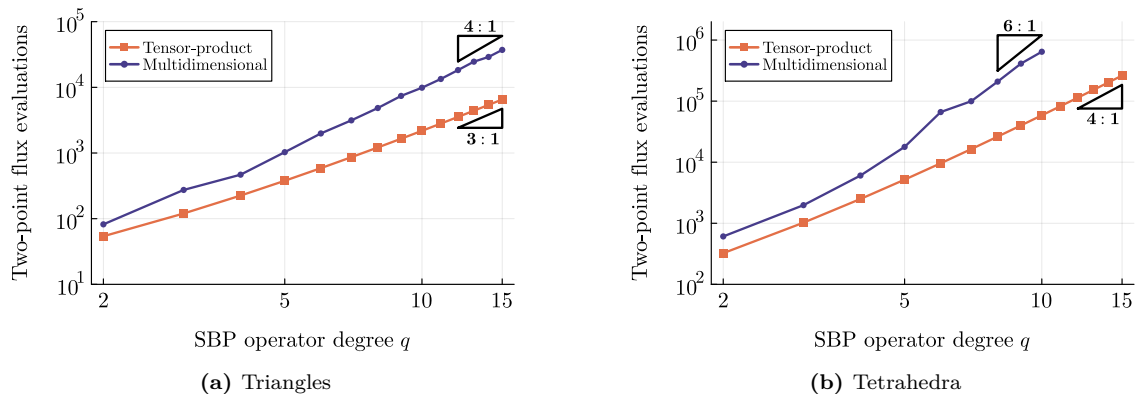 Two-point flux evaluations
10^5
10^4
10^3
10^2
10^1
Tensor-product
Multidimensional
4 : 1
3 : 1
2
5
10
15
SBP operator degree q
(a) Triangles
Two-point flux evaluations
10^6
10^5
10^4
10^3
10^2
Tensor-product
Multidimensional
6 : 1
4 : 1
2
5
10
15
SBP operator degree q
(b) Tetrahedra